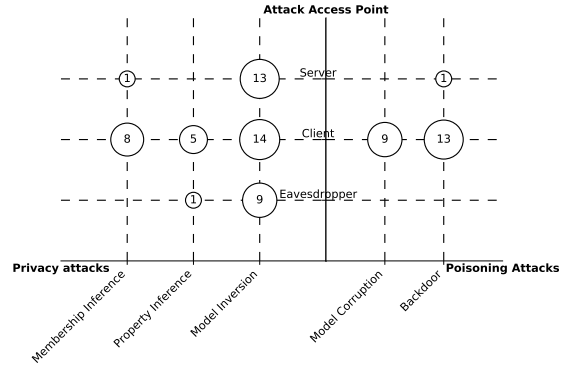 Attack Access Point
Server
1
13
1
Client
8
5
14
9
13
Eavesdropper
1
9
Privacy attacks
Poisoning Attacks
Membership Inference
Property Inference
Model Inversion
Model Corruption
Backdoor